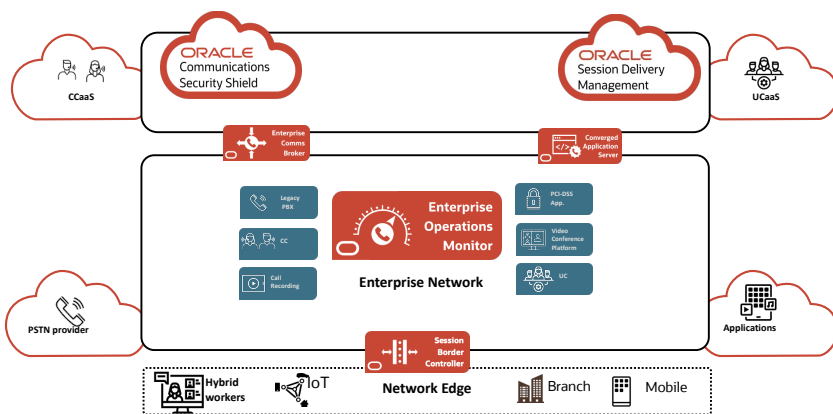 ORACLE
Communications
Security Shield
ORACLE
Session Delivery
Management
CCaaS
UCaaS
Enterprise
Comms
Broker
Converged
Application
Server
Legacy
PBX
CC
Call
Recording
Enterprise
Operations
Monitor
Enterprise Network
PCI-DSS
App.
Video
Conference
Platform
UC
PSTN provider
Applications
Session
Border
Controller
Hybrid
workers
IoT
Network Edge
Branch
Mobile